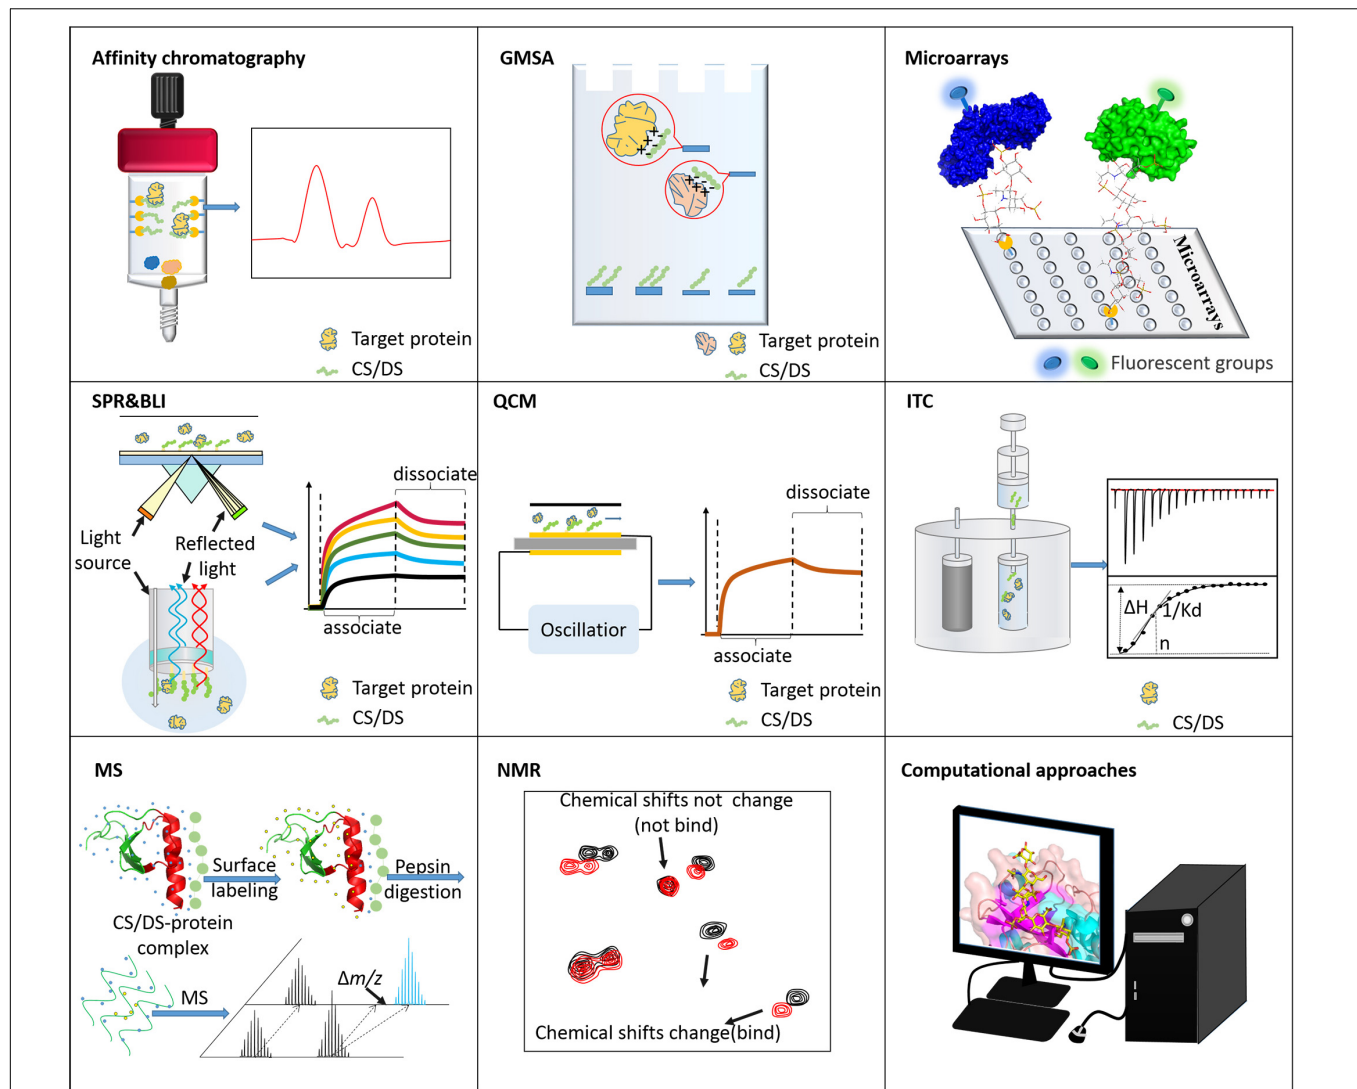 Affinity chromatography
Target protein
CS/DS
GMSA
Target protein
CS/DS
Microarrays
Microarrays
Fluorescent groups
SPR&BLI
dissociate
Light
source
Reflected
light
associate
Target protein
CS/DS
QCM
dissociate
Oscillatior
associate
Target protein
CS/DS
ITC
ΔH
1/Kd
n
CS/DS
MS
Surface
labeling
Pepsin
digestion
CS/DS-protein
complex
MS
Δm/z
NMR
Chemical shifts not change
(not bind)
Chemical shifts change(bind)
Computational approaches